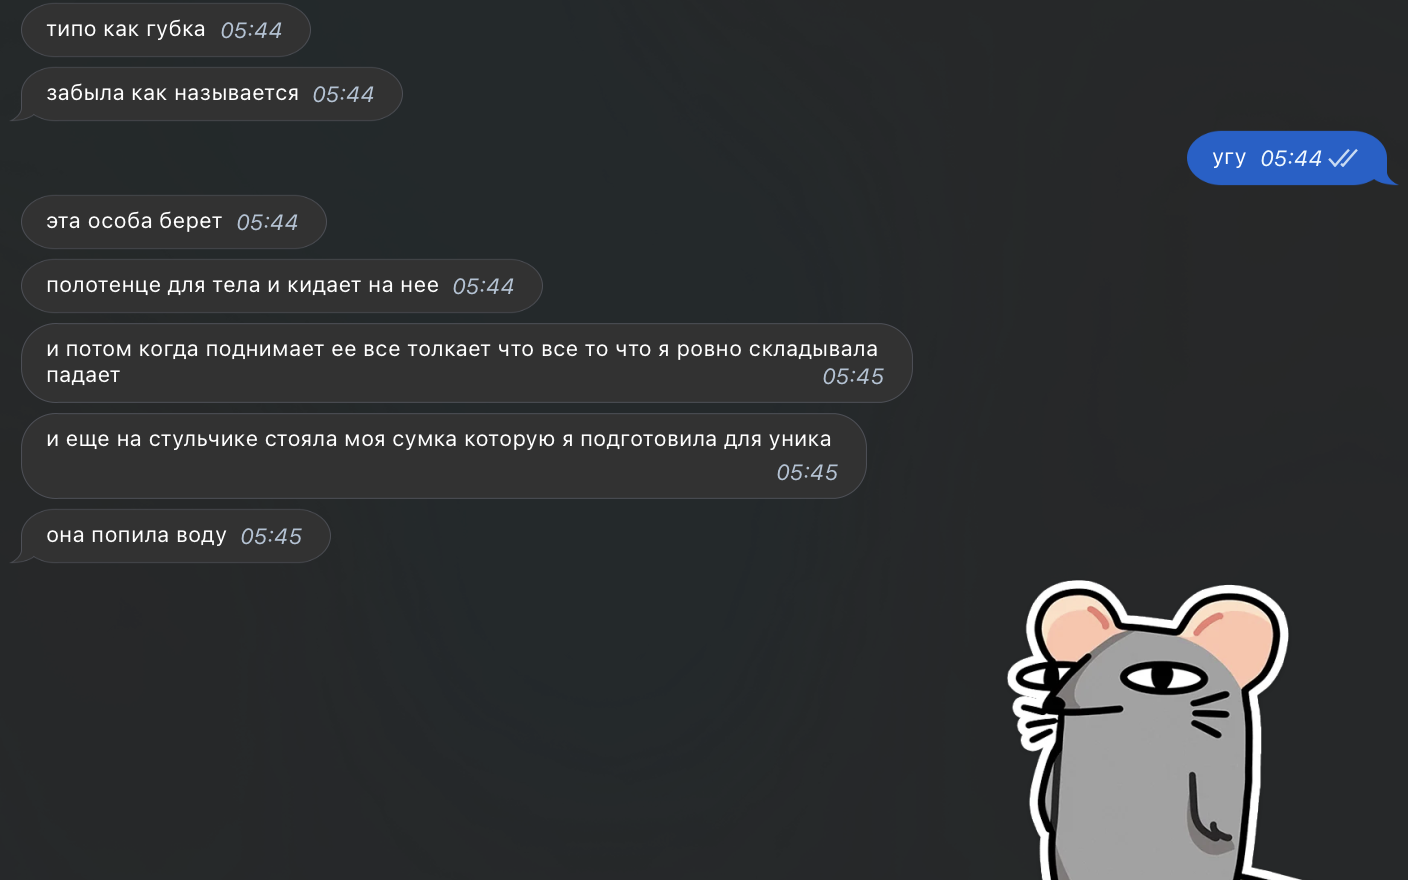 типо как губка 05:44
забыла как называется 05:44
угу 05:44
эта особа берет 05:44
полотенце для тела и кидает на нее 05:44
и потом когда поднимает ее все толкает что все то что я ровно складывала
падает 05:45
и еще на стульчике стояла моя сумка которую я подготовила для уника
05:45
она попила воду 05:45